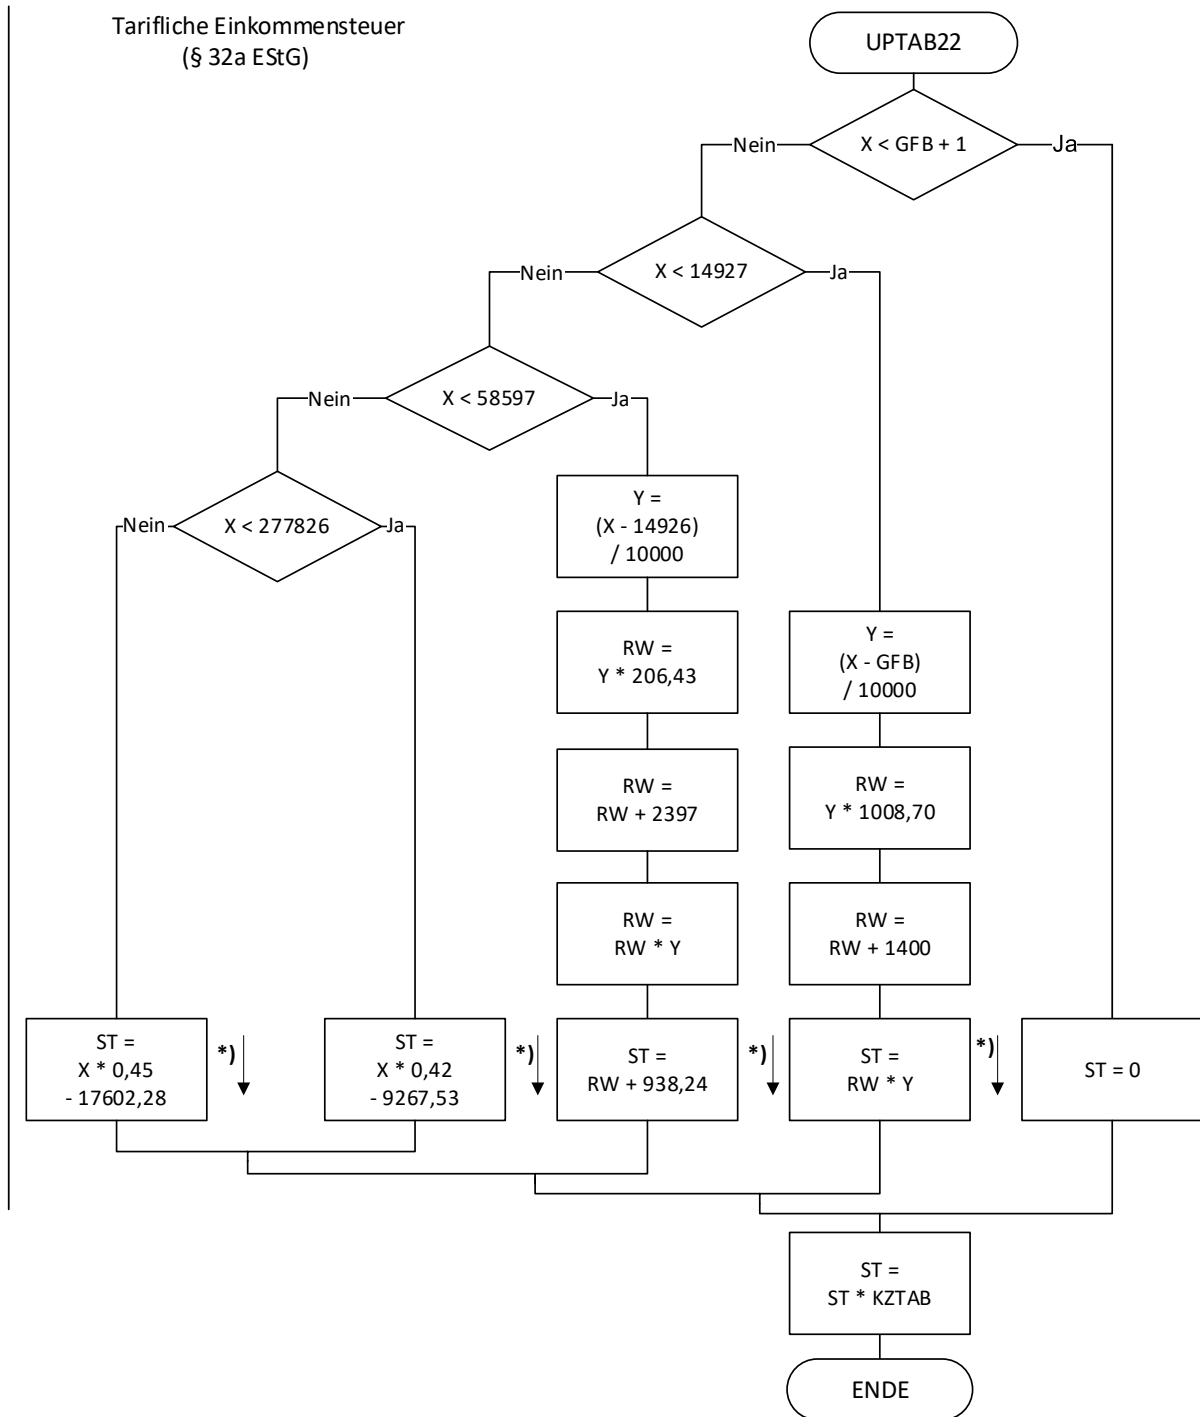 Tarifliche Einkommensteuer
(§ 32a EStG)
UPTAB22
X < GFB + 1
Nein
Ja
X < 14927
Nein
Ja
X < 58597
Nein
Ja
X < 277826
Nein
Ja
Y =
(X - 14926)
/ 10000
RW =
Y * 206,43
RW =
RW + 2397
RW =
RW * Y
Y =
(X - GFB)
/ 10000
RW =
Y * 1008,70
RW =
RW + 1400
ST =
X * 0,45
- 17602,28
*)
ST =
X * 0,42
- 9267,53
*)
ST =
RW + 938,24
*)
ST =
RW * Y
*)
ST = 0
ST =
ST * KZTAB
ENDE